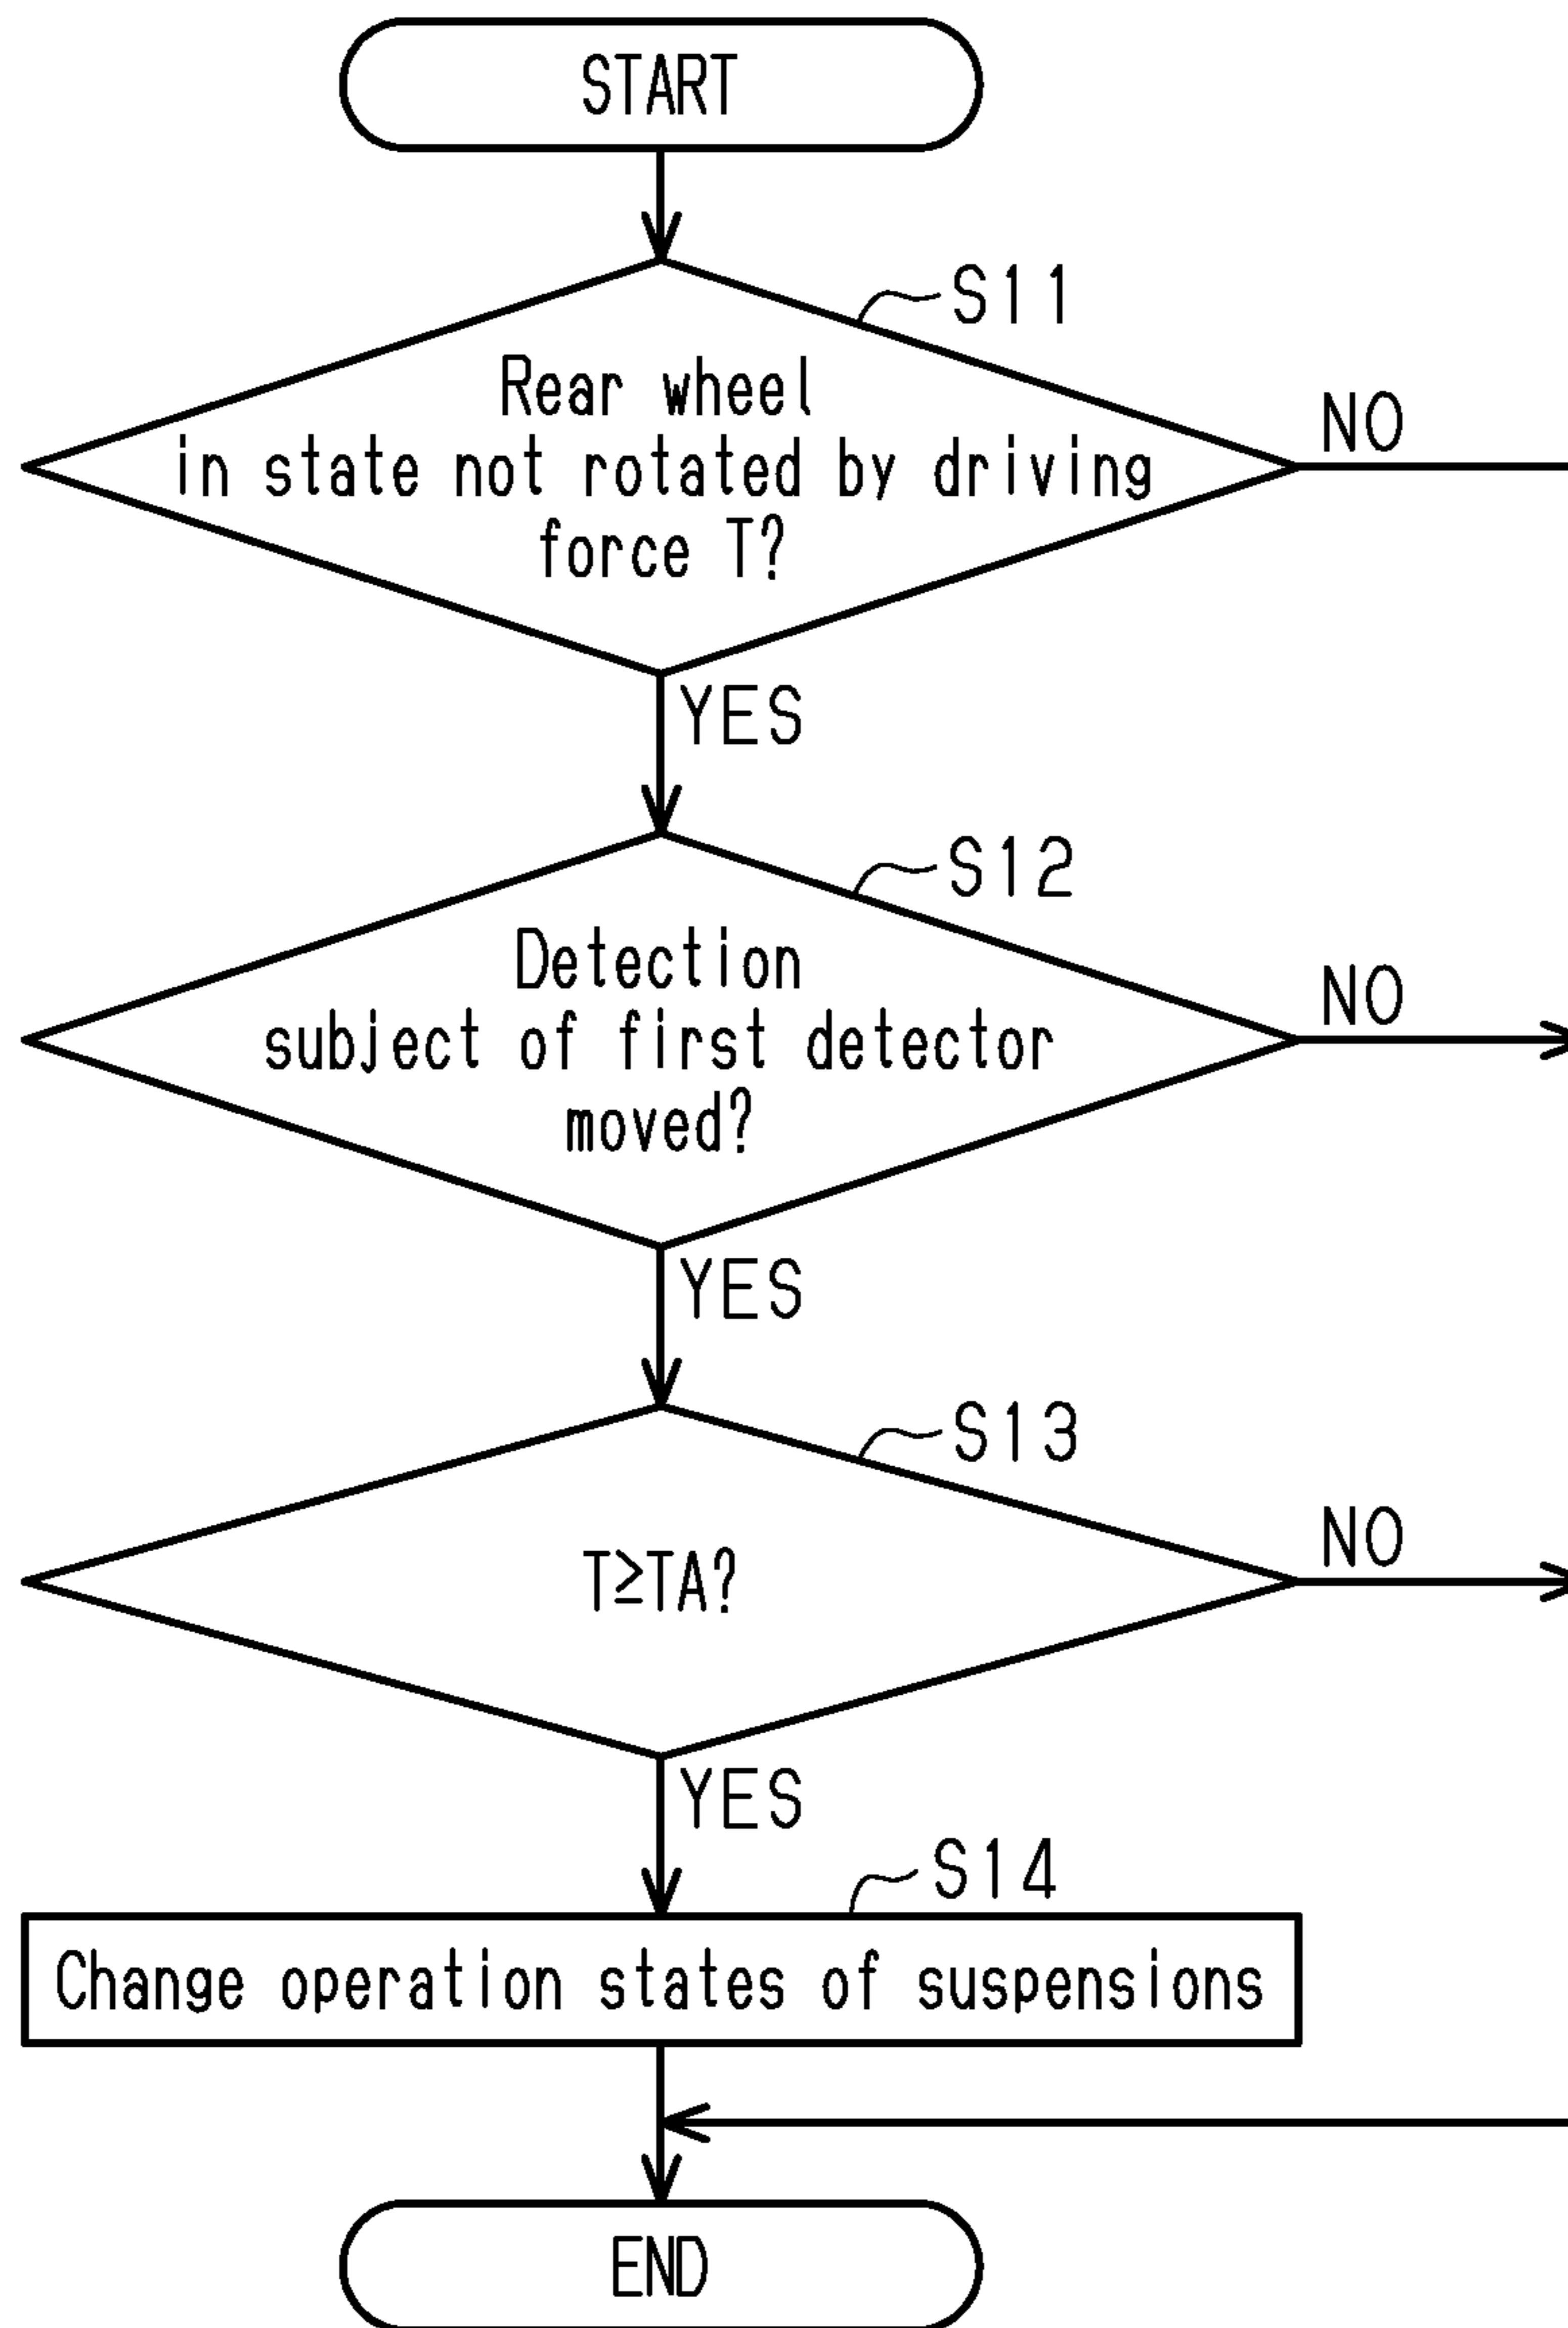 START
S11
Rear wheel
in state not rotated by driving
force T?
NO
YES
S12
Detection
subject of first detector
moved?
NO
YES
S13
T≥TA?
NO
YES
S14
Change operation states of suspensions
END